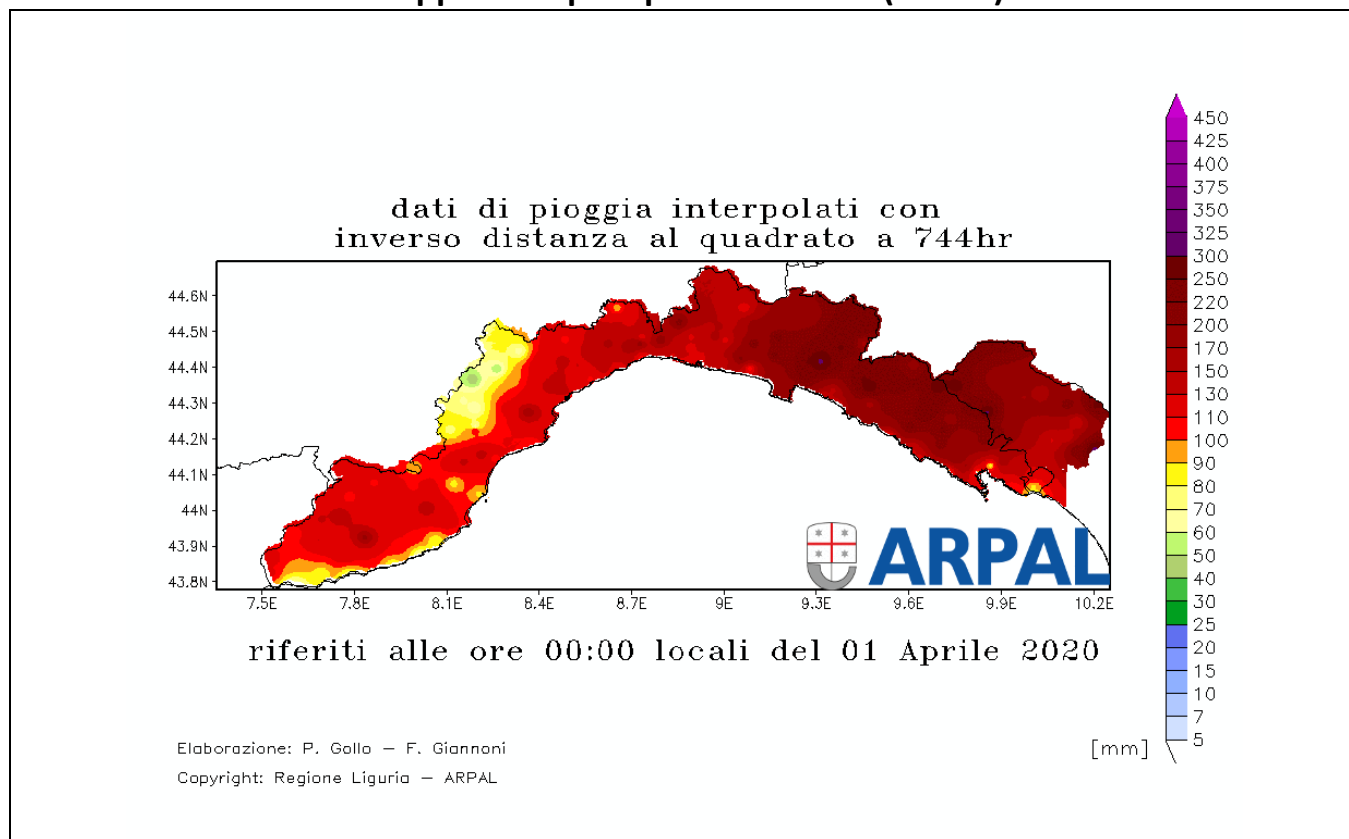 dati di pioggia interpolati con
inverso distanza al quadrato a 744hr
44.6N
44.5N
44.4N
44.3N
44.2N
44.1N
44N
43.9N
43.8N
7.5E 7.8E 8.1E 8.4E 8.7E 9E 9.3E 9.6E 9.9E 10.2E
ARPAL
450
425
400
375
350
325
300
250
220
200
170
150
130
110
100
90
80
70
60
50
40
30
25
20
15
10
7
5
[mm]
riferiti alle ore 00:00 locali del 01 Aprile 2020
Elaborazione: P. Gollo – F. Giannoni
Copyright: Regione Liguria – ARPAL